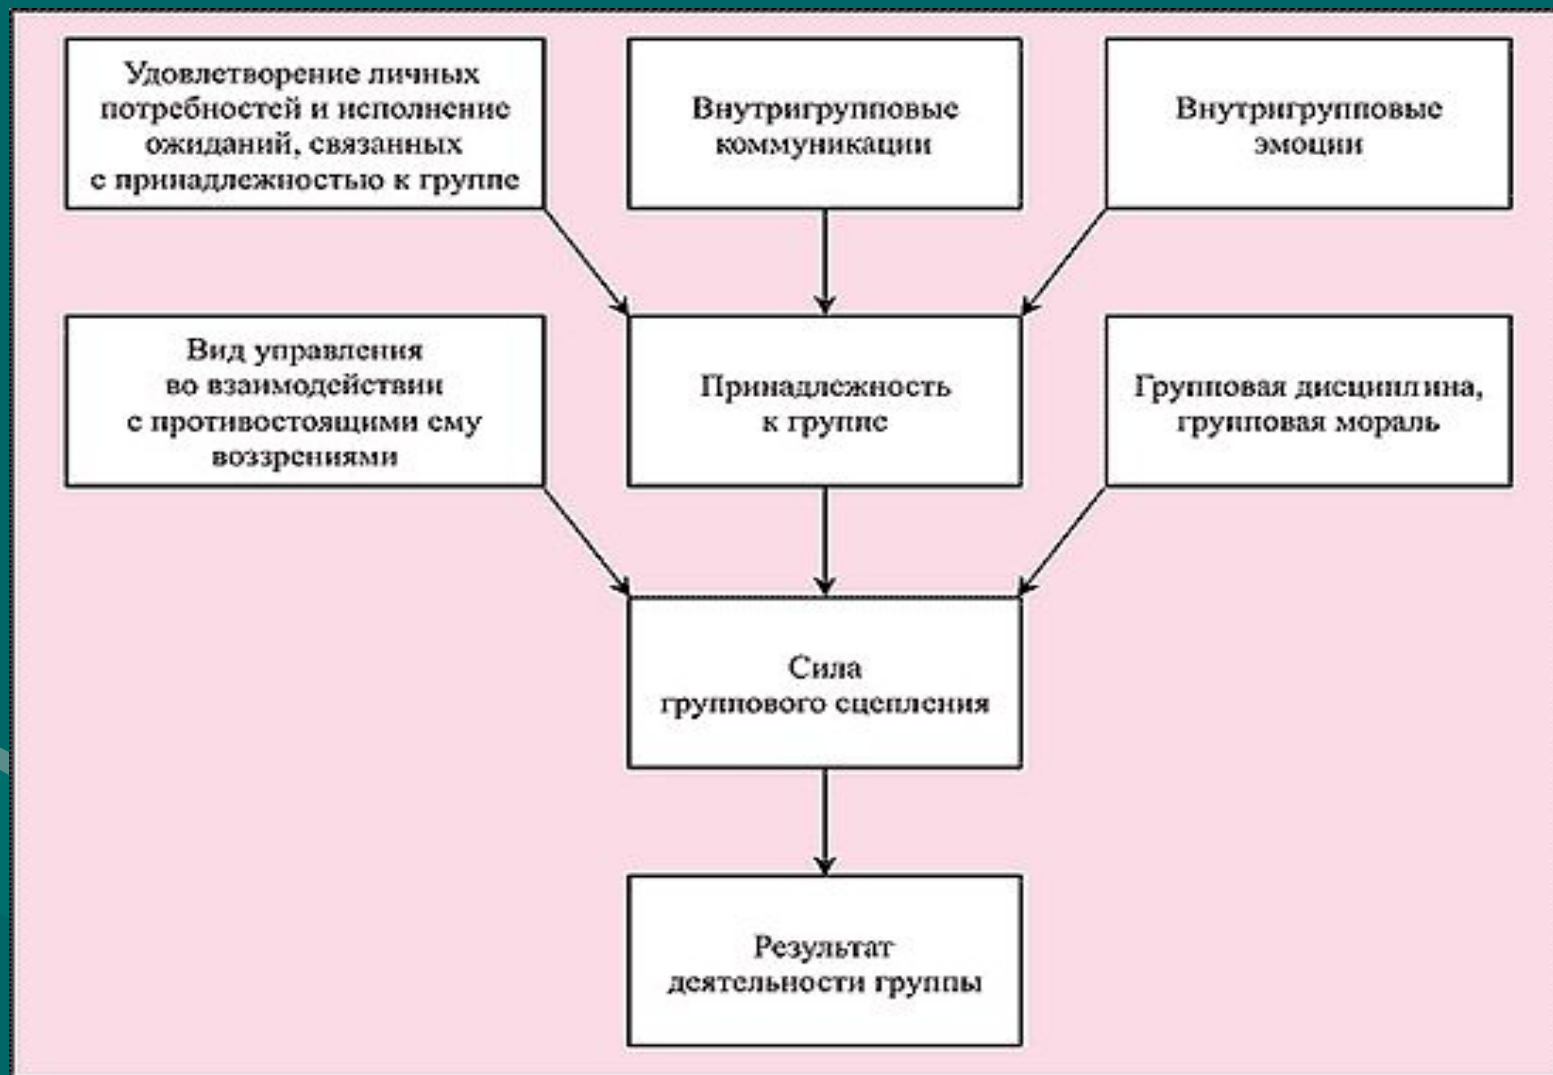 Удовлетворение личных
потребностей и исполнение
ожиданий, связанных
с принадлежностью к группе
Внутригрупповые
коммуникации
Внутригрупповые
эмоции
Вид управления
во взаимодействии
с противостоящими ему
воззрениями
Принадлежность
к группе
Групповая дисциплина,
групповая мораль
Сила
группового сцепления
Результат
деятельности группы